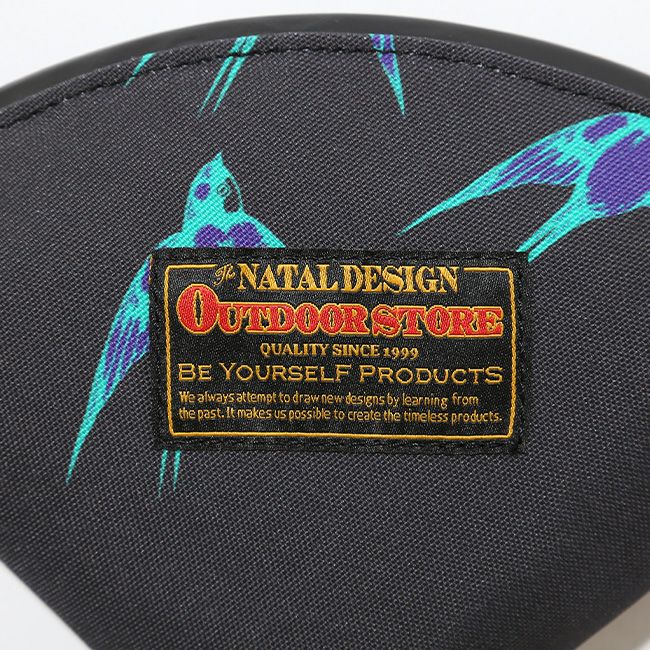 The NATAL DESIGN
OUTDOOR STORE
QUALITY SINCE 1999
BE YOURSELF PRODUCTS
We always attempt to draw new designs by learning from
the past. It makes us possible to create the timeless products.